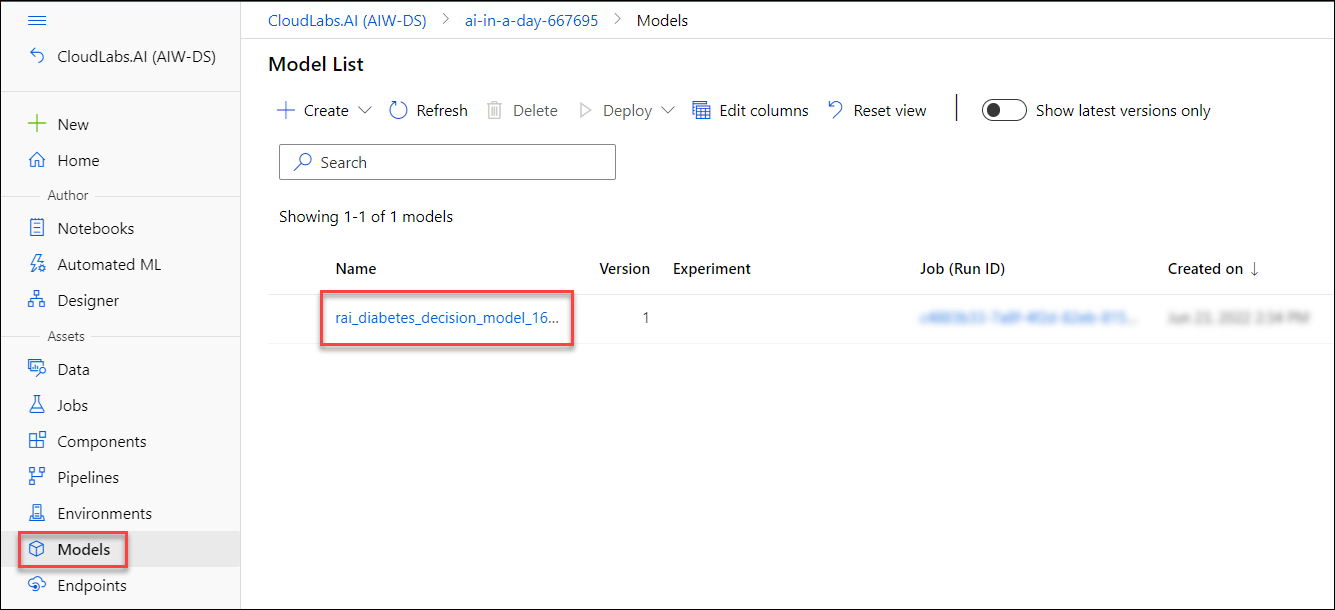 CloudLabs.AI (AIW-DS)
New
Home
Author
Notebooks
Automated ML
Designer
Assets
Data
Jobs
Components
Pipelines
Environments
Models
Endpoints
CloudLabs.AI (AIW-DS) > ai-in-a-day-667695 > Models
Model List
Create Refresh Delete Deploy Edit columns Reset view Show latest versions only
Search
Showing 1-1 of 1 models
Name Version Experiment Job (Run ID) Created on ↓
rai_diabetes_decision_model_16... 1